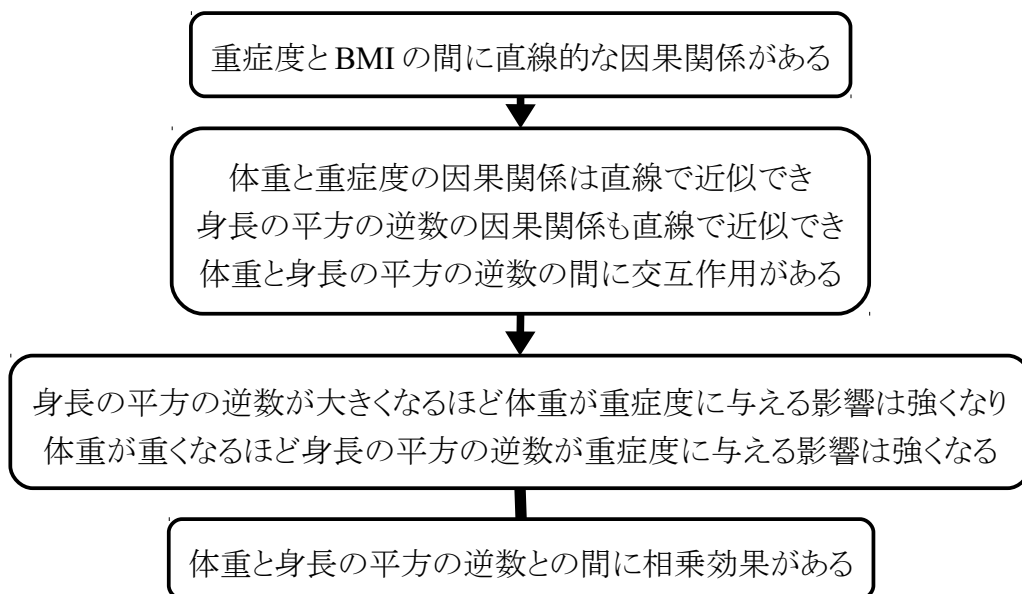 重症度とBMIの間に直線的な因果関係がある
体重と重症度の因果関係は直線で近似でき
身長の平方の逆数の因果関係も直線で近似でき
体重と身長の平方の逆数の間に交互作用がある
身長の平方の逆数が大きくなるほど体重が重症度に与える影響は強くなり
体重が重くなるほど身長の平方の逆数が重症度に与える影響は強くなる
体重と身長の平方の逆数との間に相乗効果がある